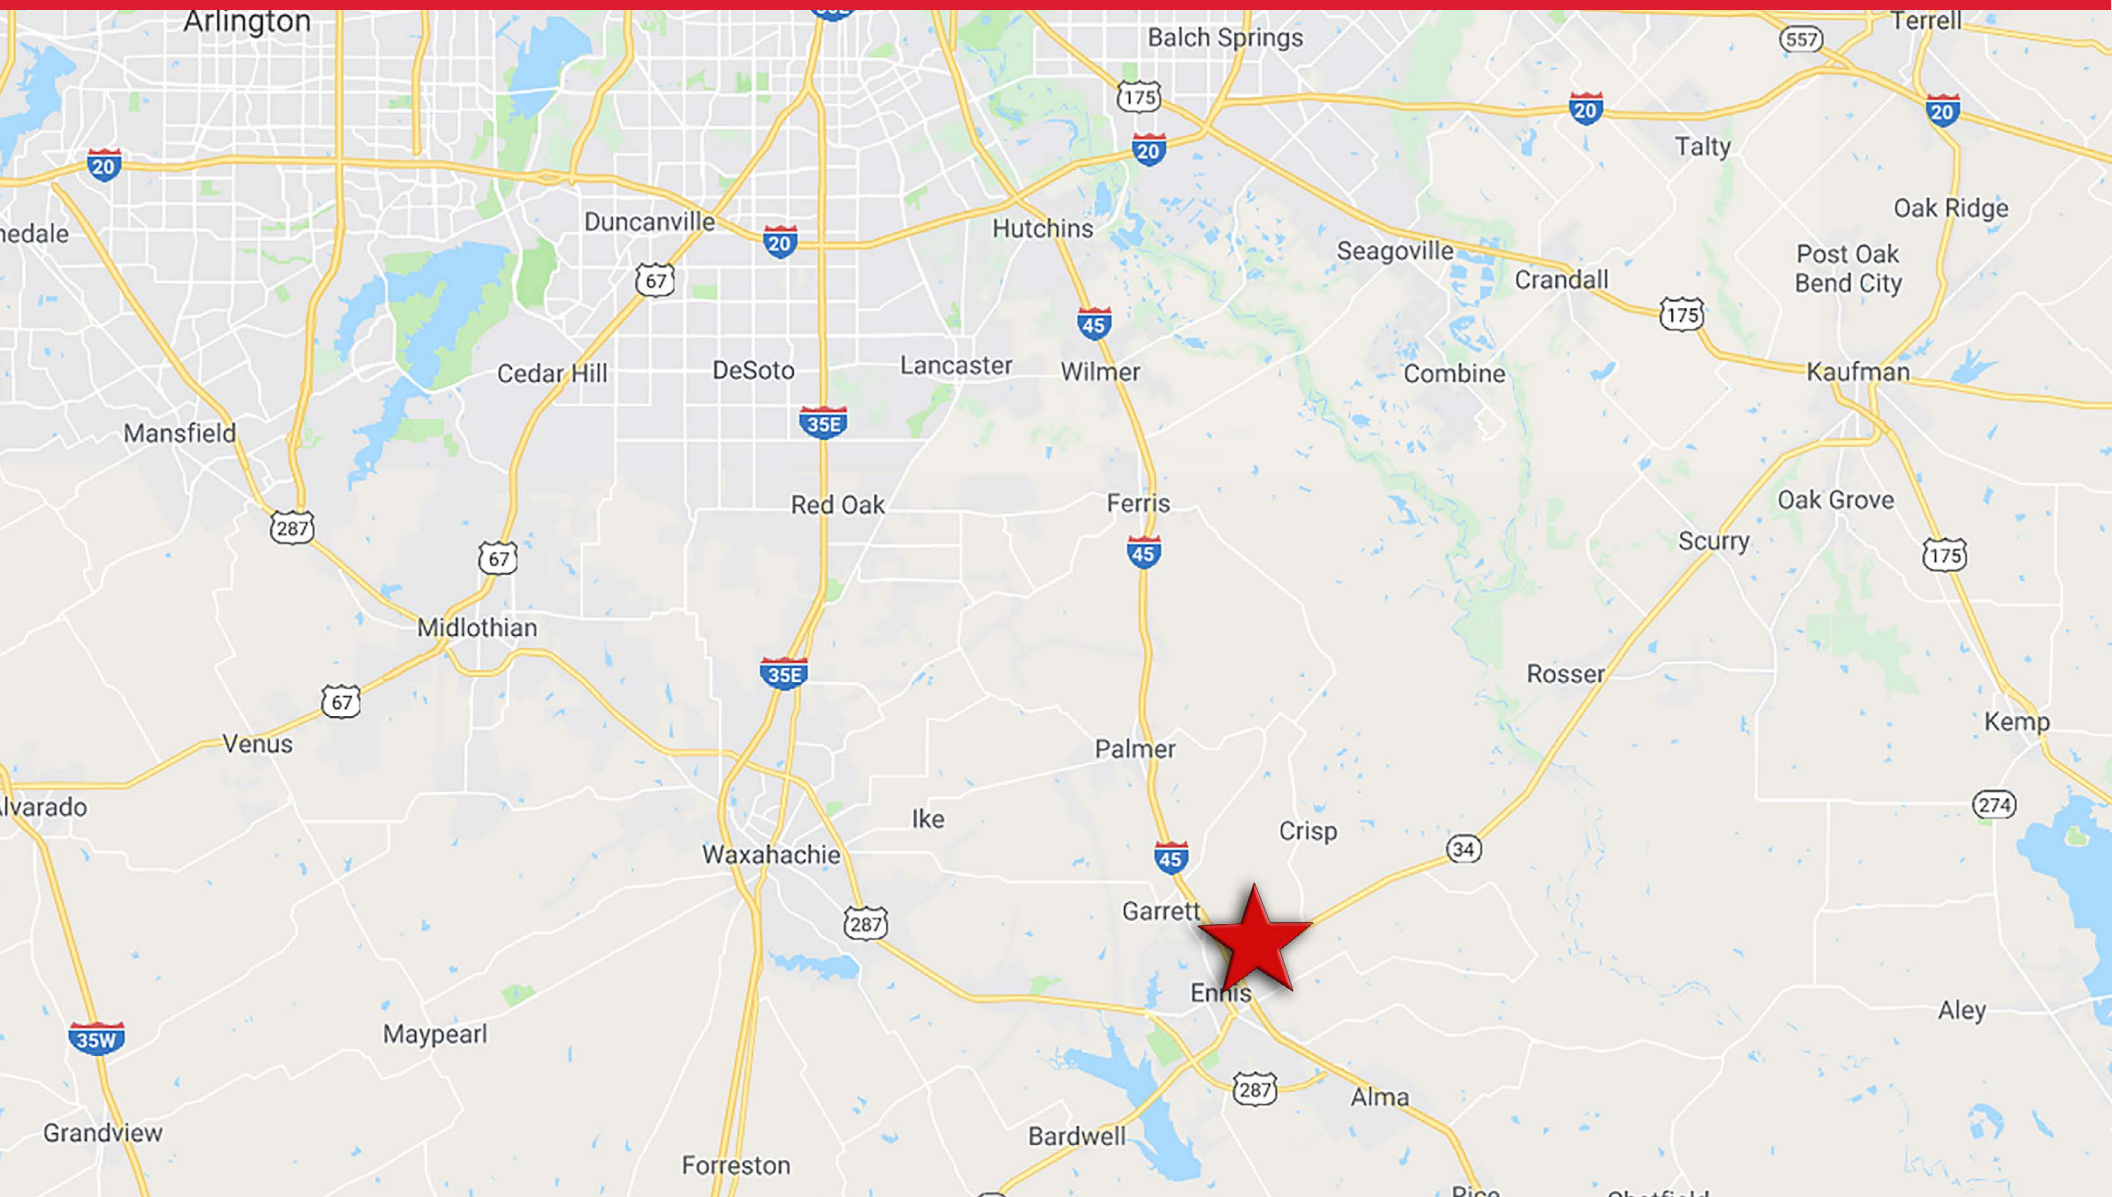 Arlington
Balch Springs
Terrell
557
175
20
20
20
20
Talty
Duncanville
Hutchins
Oak Ridge
20
Seagoville
Post Oak
Bend City
67
Crandall
175
45
Cedar Hill
DeSoto
Lancaster
Wilmer
Combine
Kaufman
Mansfield
35E
Red Oak
Ferris
Oak Grove
287
67
45
Scurry
175
Midlothian
35E
Rosser
67
Venus
Palmer
Kemp
274
Ike
Crisp
34
Waxahachie
45
Garrett
287
Ennis
Aley
Maypearl
35W
287
Alma
Grandview
Bardwell
Forreston